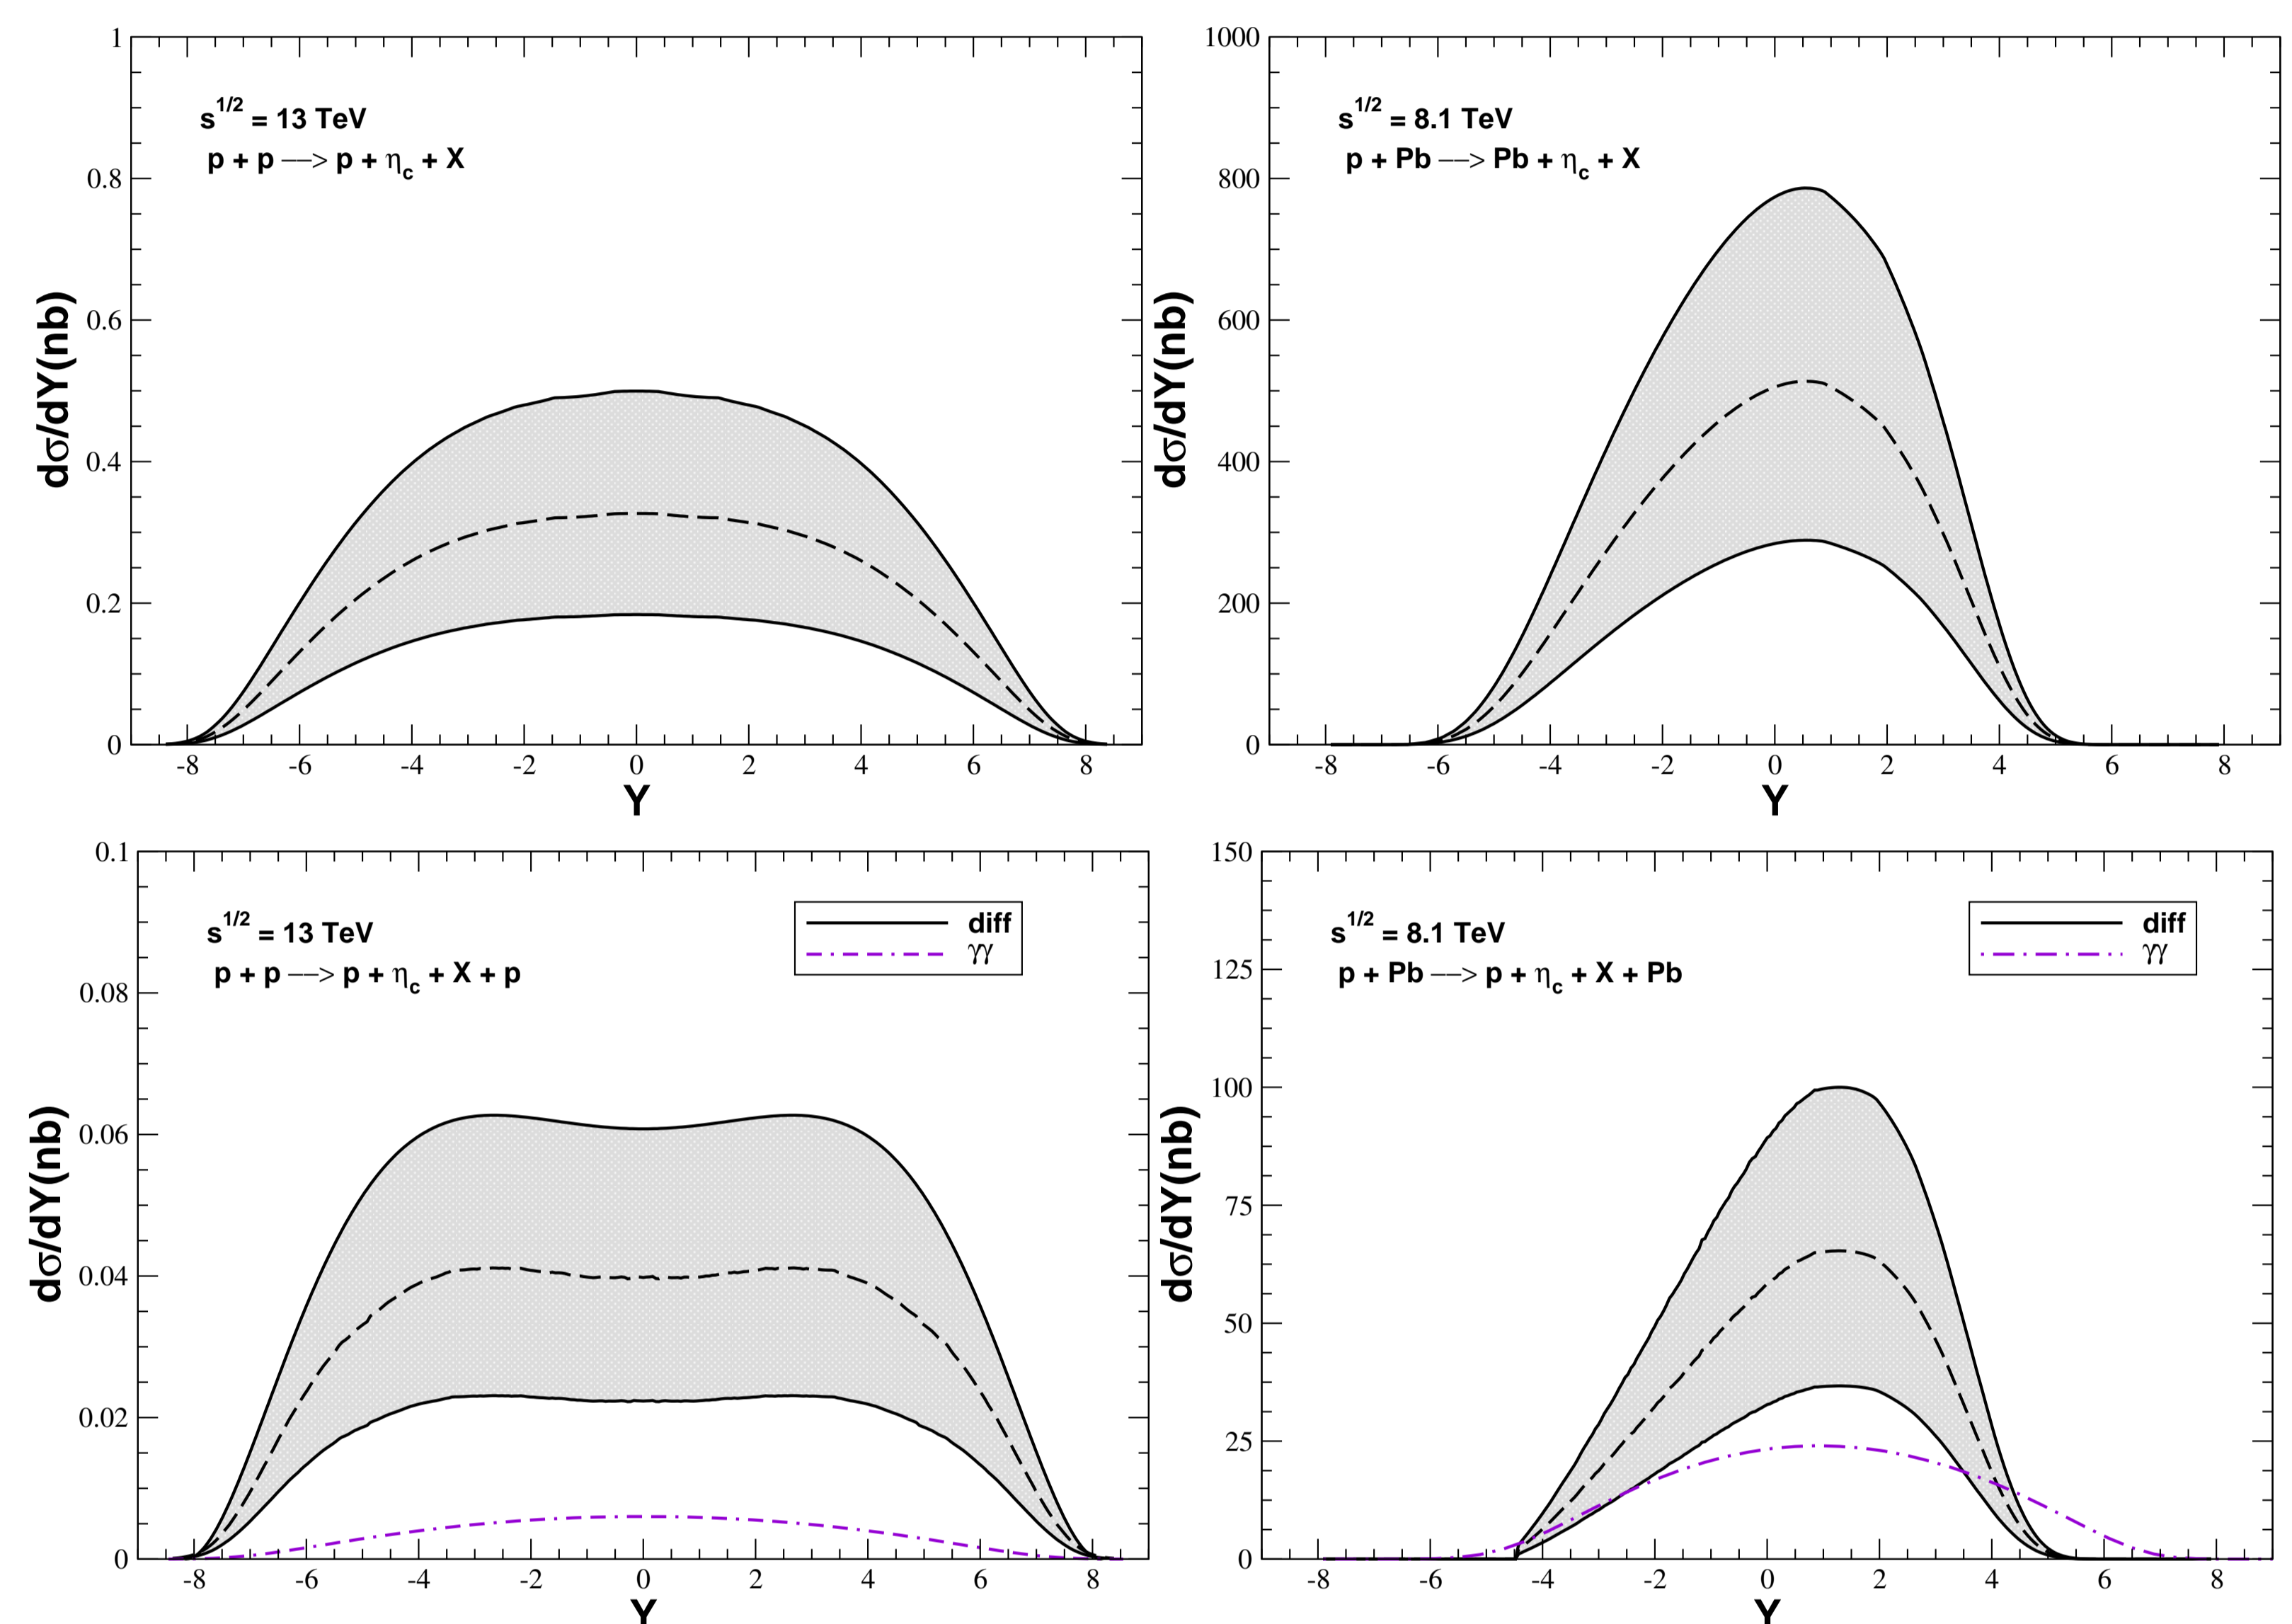 1
0.8
0.6
0.4
0.2
0
dσ/dY(nb)
s^1/2 = 13 TeV
p + p —> p + η_c + X
-8 -6 -4 -2 0 2 4 6 8
Y
1000
800
600
400
200
0
dσ/dY(nb)
s^1/2 = 8.1 TeV
p + Pb —> Pb + η_c + X
-8 -6 -4 -2 0 2 4 6 8
Y
0.1
0.08
0.06
0.04
0.02
0
dσ/dY(nb)
s^1/2 = 13 TeV
p + p —> p + η_c + X + p
diff
γγ
-8 -6 -4 -2 0 2 4 6 8
Y
150
125
100
75
50
25
0
dσ/dY(nb)
s^1/2 = 8.1 TeV
p + Pb —> p + η_c + X + Pb
diff
γγ
-8 -6 -4 -2 0 2 4 6 8
Y